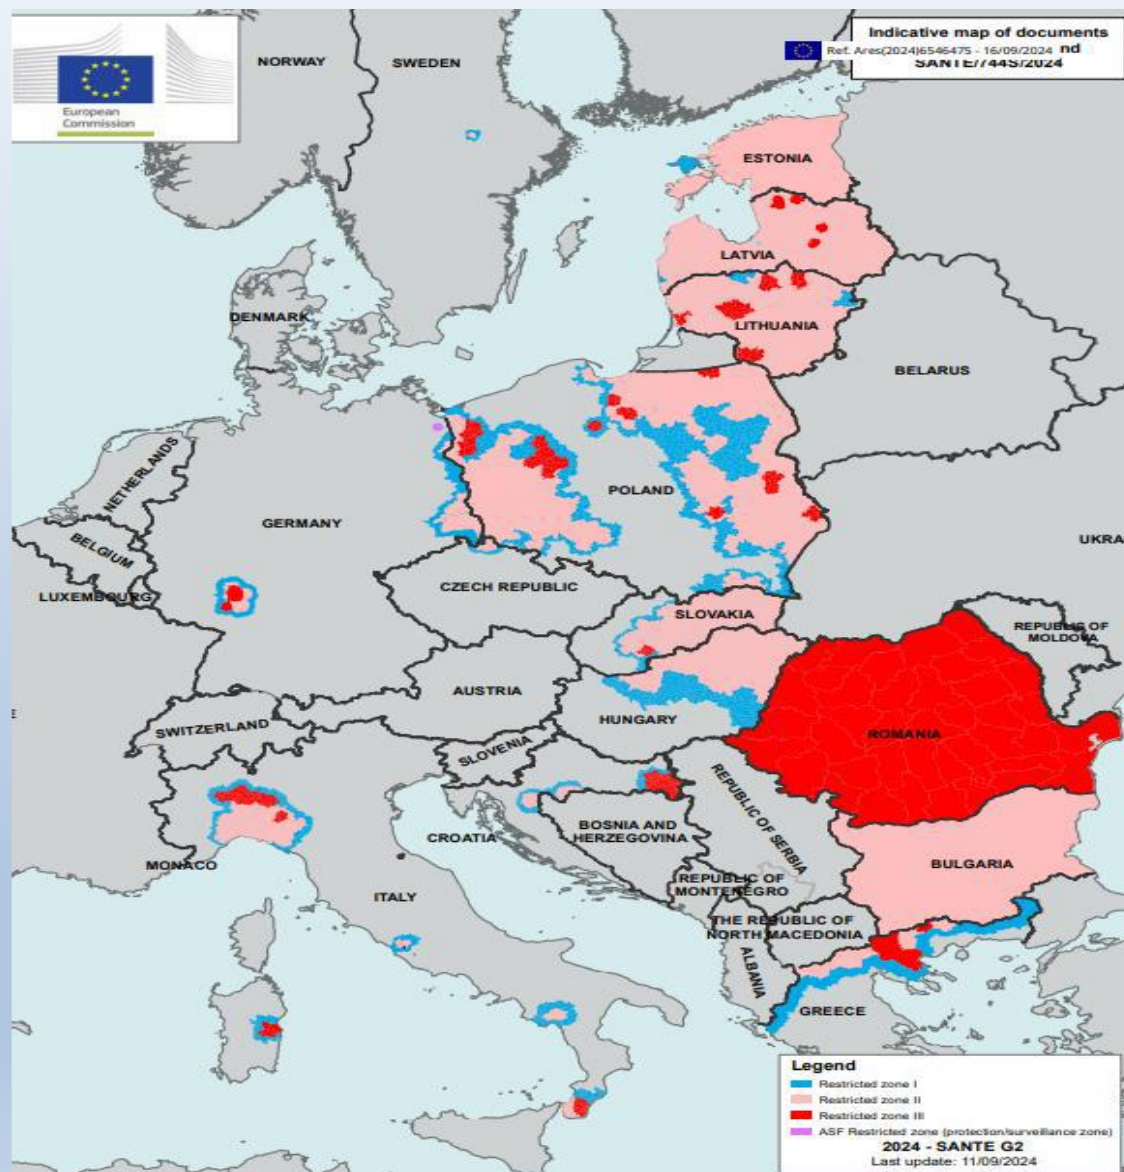 European
Commission
Indicative map of documents
Ref. Ares(2024)6546475 - 16/09/2024 nd
SANTE/7445/2024
NORWAY
SWEDEN
ESTONIA
LATVIA
DENMARK
LITHUANIA
BELARUS
NETHERLANDS
POLAND
GERMANY
BELGIUM
UKRA
CZECH REPUBLIC
LUXEMBOURG
SLOVAKIA
REPUBLIC OF
MOLDOVA
AUSTRIA
E
HUNGARY
SWITZERLAND
ROMANIA
SLOVENIA
REPUBLIC OF SERBIA
BOSNIA AND
HERZEGOVINA
CROATIA
MONACO
BULGARIA
REPUBLIC OF
MONTENEGRO
ITALY
THE REPUBLIC OF
NORTH MACEDONIA
ALBANIA
GREECE
Legend
Restricted zone I
Restricted zone II
Restricted zone III
ASF Restricted zone (protection/surveillance zone)
2024 - SANTE G2
Last update: 11/09/2024